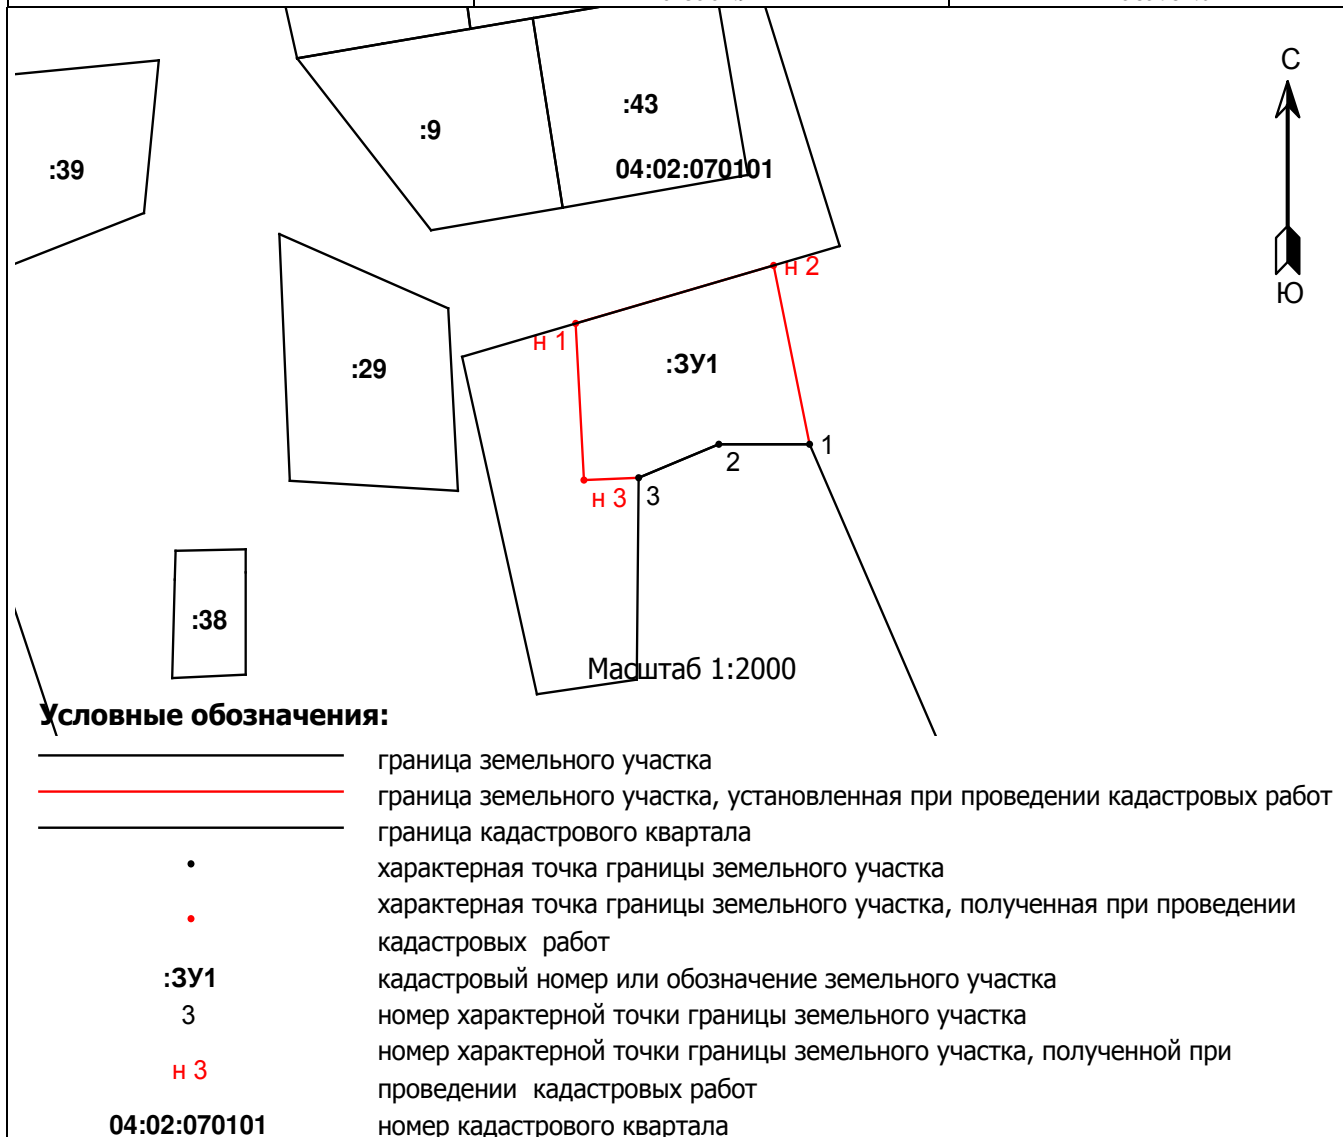 С
:43
:9
:39
04:02:070101
н 2
Ю
н 1
:ЗУ1
:29
1
2
н 3
3
:38
Масштаб 1:2000
Условные обозначения:
граница земельного участка
граница земельного участка, установленная при проведении кадастровых работ
граница кадастрового квартала
характерная точка границы земельного участка
характерная точка границы земельного участка, полученная при проведении
кадастровых работ
:ЗУ1 кадастровый номер или обозначение земельного участка
3 номер характерной точки границы земельного участка
н 3 номер характерной точки границы земельного участка, полученной при
проведении кадастровых работ
04:02:070101 номер кадастрового квартала